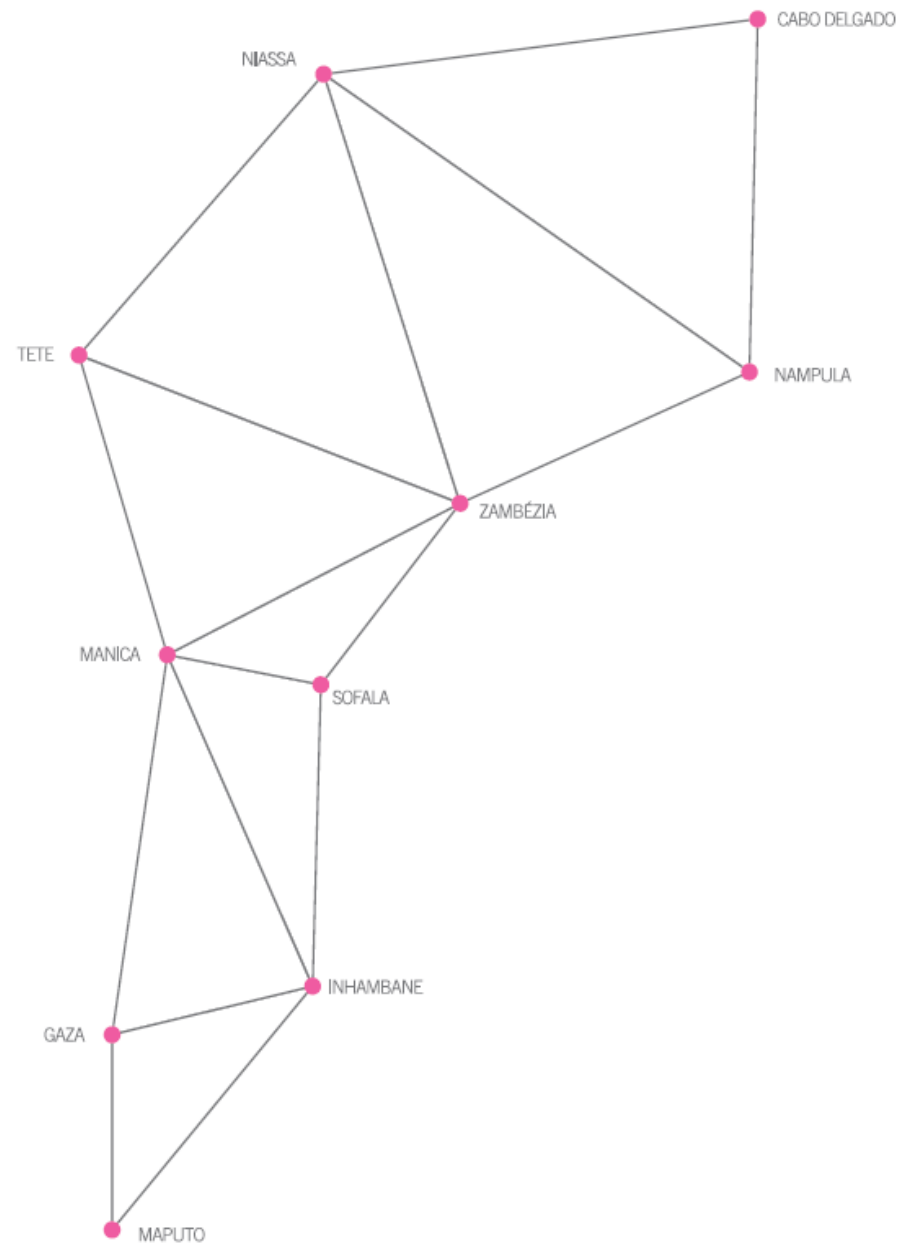 CABO DELGADO
NIASSA
TETE
NAMPULA
ZAMBÉZIA
MANICA
SOFALA
INHAMBANE
GAZA
MAPUTO